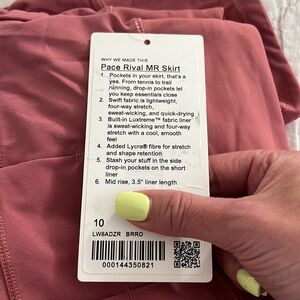 WHY WE MADE THIS
Pace Rival MR Skirt
1. Pockets in your skirt, that's a
yes. From tennis to trail
running, drop-in pockets let
you keep essentials close
2. Swift fabric is lightweight,
four-way stretch,
sweat-wicking, and quick-drying
3. Built-in Luxtreme™ fabric liner
is sweat-wicking and four-way
stretch with a cool, smooth
feel
4. Added Lycra® fibre for stretch
and shape retention
5. Stash your stuff in the side
drop-in pockets on the short
liner
6. Mid rise, 3.5" liner length
10
LW8ADZR BRRO
000144350821